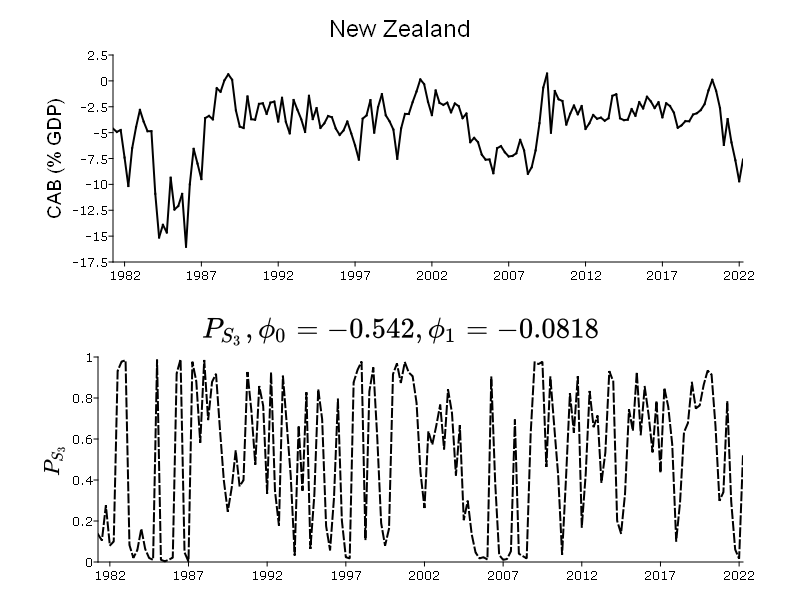 New Zealand
CAB (% GDP)
2.5
0
−2.5
−5
−7.5
−10
−12.5
−15
−17.5
1982 1987 1992 1997 2002 2007 2012 2017 2022
P_{S_3}, ϕ_0 = −0.542, ϕ_1 = −0.0818
P_{S_3}
1
0.8
0.6
0.4
0.2
0
1982 1987 1992 1997 2002 2007 2012 2017 2022